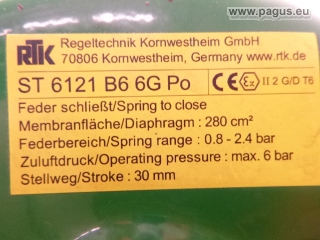 www.pagus.eu
RTK
Regeltechnik Kornwestheim GmbH
70806 Kornwestheim, Germany www.rtk.de
ST 6121 B6 6G Po CE Ex II 2 G/D T6
Feder schließt/Spring to close
Membranfläche/Diaphragm : 280 cm²
Federbereich/Spring range : 0.8 - 2.4 bar
Zuluftdruck/Operating pressure : max. 6 bar
Stellweg/Stroke : 30 mm